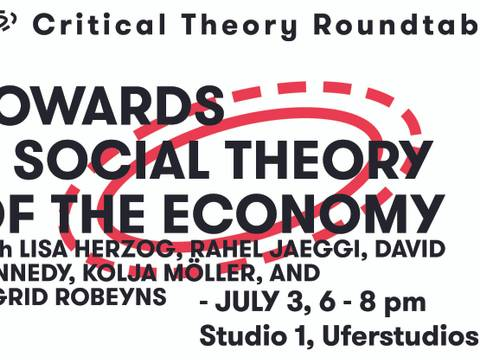 Critical Theory Roundtab
OWARDS
SOCIAL THEORY
OF THE ECONOMY
h LISA HERZOG, RAHEL JAEGGI, DAVID
NNEDY, KOLJA MÖLLER, AND
GRID ROBEYNS
- JULY 3, 6 - 8 pm
Studio 1, Uferstudios